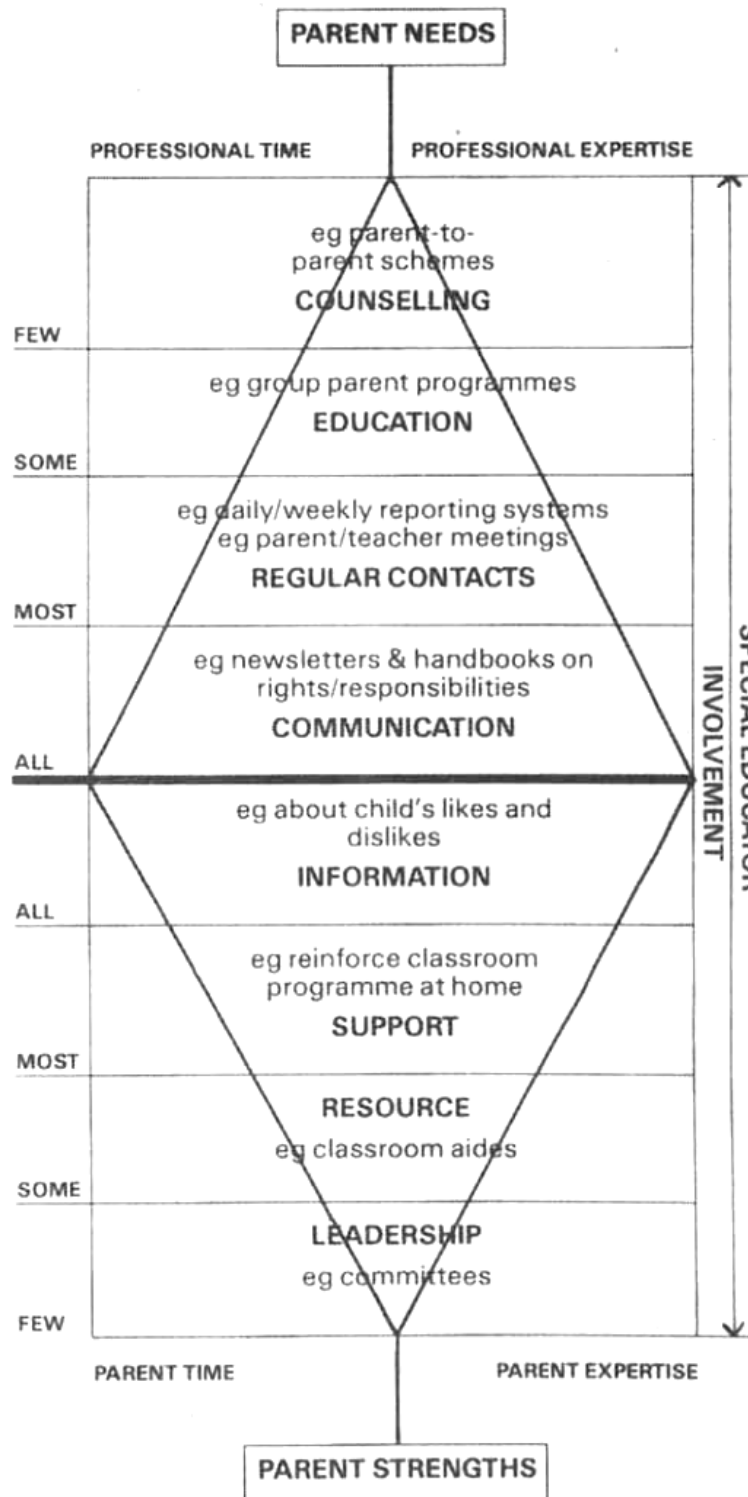 PARENT NEEDS
PROFESSIONAL TIME
PROFESSIONAL EXPERTISE
eg parent-to-
parent schemes
COUNSELLING
FEW
eg group parent programmes
EDUCATION
SOME
eg daily/weekly reporting systems
eg parent/teacher meetings
REGULAR CONTACTS
MOST
eg newsletters & handbooks on
rights/responsibilities
COMMUNICATION
ALL
SPECIAL EDUCATOR
INVOLVEMENT
eg about child's likes and
dislikes
INFORMATION
ALL
eg reinforce classroom
programme at home
SUPPORT
MOST
RESOURCE
eg classroom aides
SOME
LEADERSHIP
eg committees
FEW
PARENT TIME
PARENT EXPERTISE
PARENT STRENGTHS